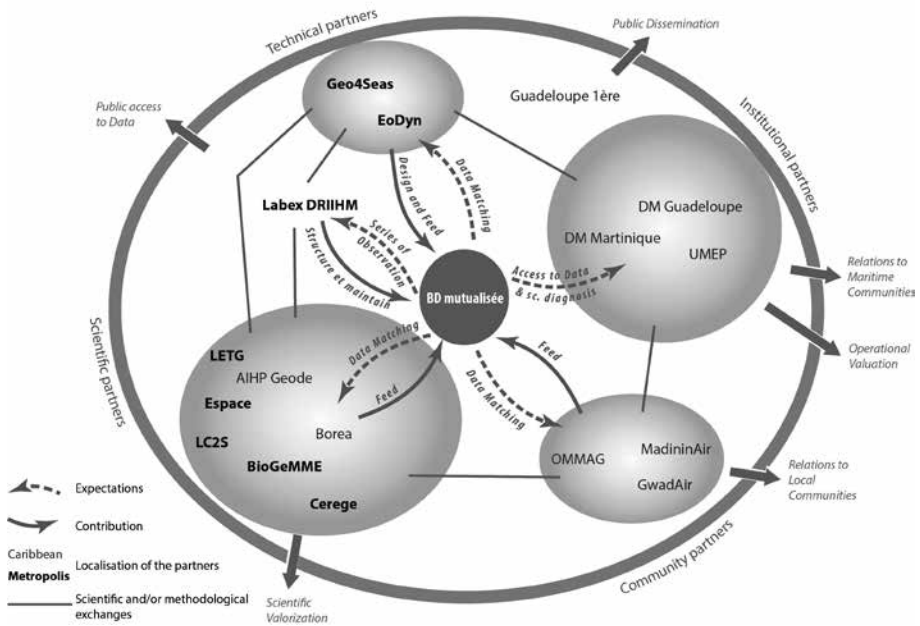 Technical partners
Public Dissemination
Geo4Seas
EoDyn
Guadeloupe 1ère
Public access
to Data
Institutional partners
Design and Feed
Data Matching
Labex DRIIHM
DM Guadeloupe
DM Martinique
UMEP
Series of
Observation
Structure et maintain
BD mutualisée
Access to Data
& sc. diagnosis
Relations to
Maritime
Communities
Operational
Valuation
Scientific partners
LETG
AIHP Geode
Espace
LC2S
Borea
BioGeMME
Cerege
Data Matching
Feed
Feed
Data Matching
OMMAG
MadininAir
GwadAir
Relations to
Local
Communities
Community partners
Expectations
Contribution
Caribbean
Metropolis
Localisation of the partners
Scientific and/or methodological
exchanges
Scientific
Valorization